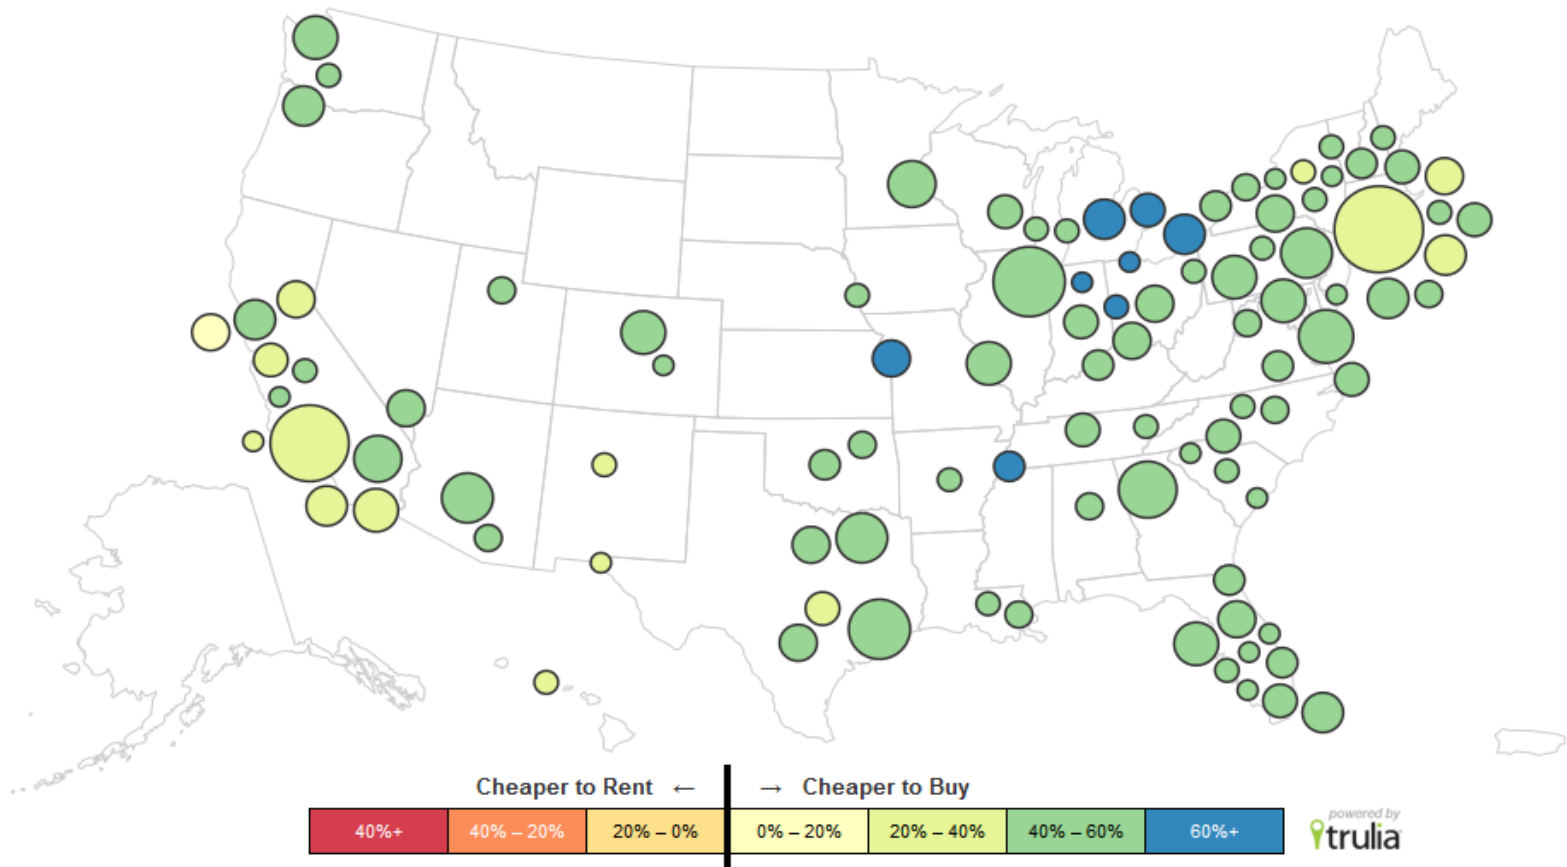 Cheaper to Rent ← → Cheaper to Buy
40%+ 40% – 20% 20% – 0% 0% – 20% 20% – 40% 40% – 60% 60%+
powered by
trulia